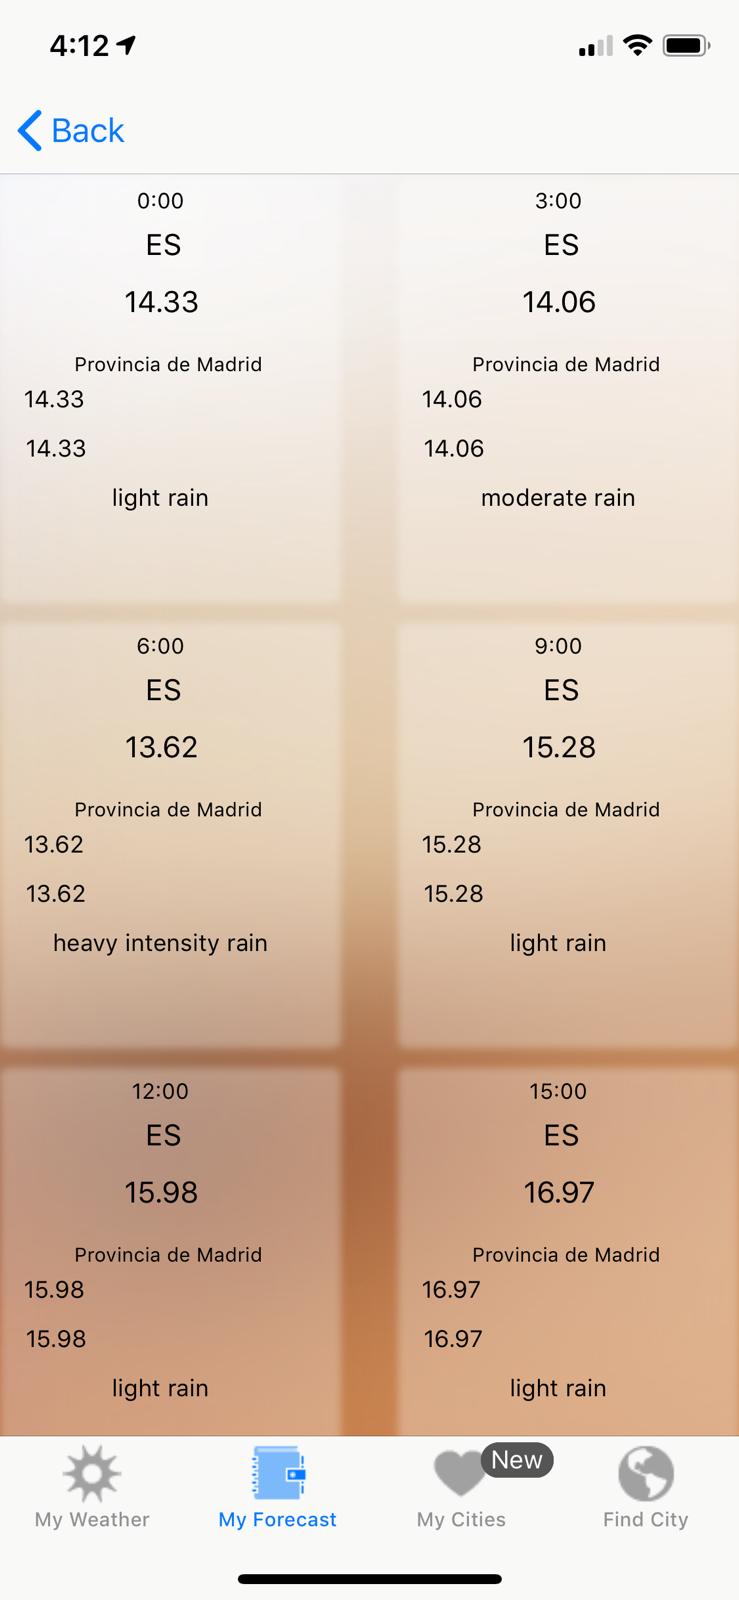 4:12
Back
0:00
ES
14.33
Provincia de Madrid
14.33
14.33
light rain
3:00
ES
14.06
Provincia de Madrid
14.06
14.06
moderate rain
6:00
ES
13.62
Provincia de Madrid
13.62
13.62
heavy intensity rain
9:00
ES
15.28
Provincia de Madrid
15.28
15.28
light rain
12:00
ES
15.98
Provincia de Madrid
15.98
15.98
light rain
15:00
ES
16.97
Provincia de Madrid
16.97
16.97
light rain
My Weather
My Forecast
New
My Cities
Find City